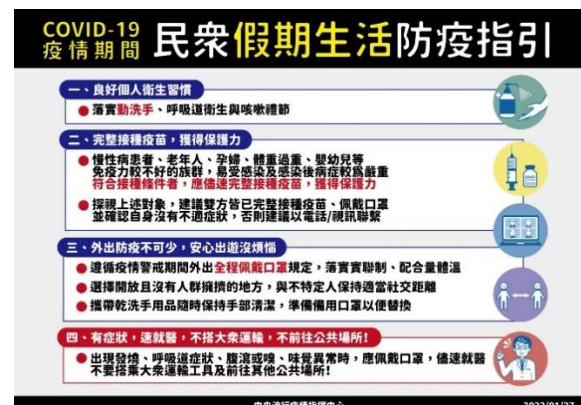 COVID-19
疫情期間
民眾假期生活防疫指引
一、良好個人衛生習慣
●落實勤洗手、呼吸道衛生與咳嗽禮節
二、完整接種疫苗，獲得保護力
●慢性病患者、老年人、孕婦、體重過重、嬰幼兒等
免疫力較不好的族群，易受感染及感染後病症較為嚴重
符合接種條件者，應儘速完整接種疫苗，獲得保護力
●探視上述對象，建議雙方皆已完整接種疫苗、佩戴口罩
並確認自身沒有不適症狀，否則建議以電話/視訊聯繫
三、外出防疫不可少，安心出遊沒煩惱
●遵循疫情警戒期間外出全程佩戴口罩規定，落實實聯制、配合量體溫
●選擇開放且沒有人群擁擠的地方，與不特定人保持適當社交距離
●攜帶乾洗手用品隨時保持手部清潔，準備備用口罩以便替換
四、有症狀，速就醫，不搭大眾運輸，不前往公共場所！
●出現發燒、呼吸道症狀、腹瀉或嗅、味覺異常時，應佩戴口罩，儘速就醫
不要搭乘大眾運輸工具及前往其他公共場所！
中央流行疫情指揮中心
2022/01/27